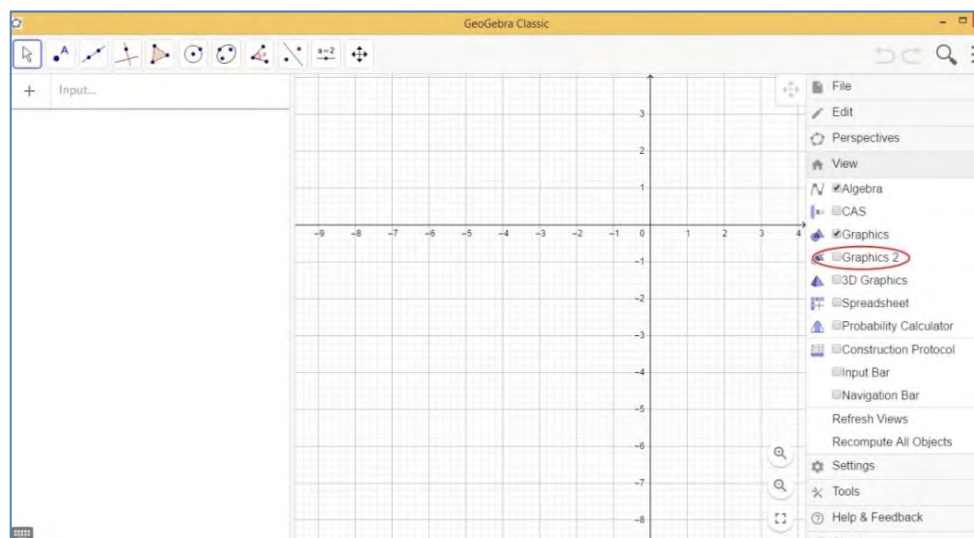 GeoGebra Classic
A
a=2
+ Input...
File
Edit
Perspectives
View
Algebra
x= CAS
Graphics
Graphics 2
3D Graphics
Spreadsheet
Probability Calculator
Construction Protocol
Input Bar
Navigation Bar
Refresh Views
Recompute All Objects
Settings
Tools
Help & Feedback
3
2
1
-9 -8 -7 -6 -5 -4 -3 -2 -1 0 1 2 3 4
-1
-2
-3
-4
-5
-6
-7
-8